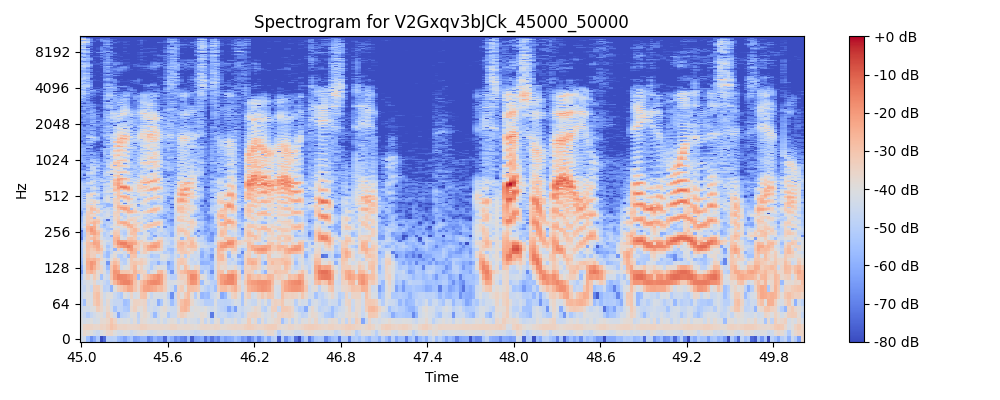 Spectrogram for V2Gxqv3bJCk_45000_50000
Hz
8192
4096
2048
1024
512
256
128
64
0
45.0 45.6 46.2 46.8 47.4 48.0 48.6 49.2 49.8
Time
+0 dB
-10 dB
-20 dB
-30 dB
-40 dB
-50 dB
-60 dB
-70 dB
-80 dB